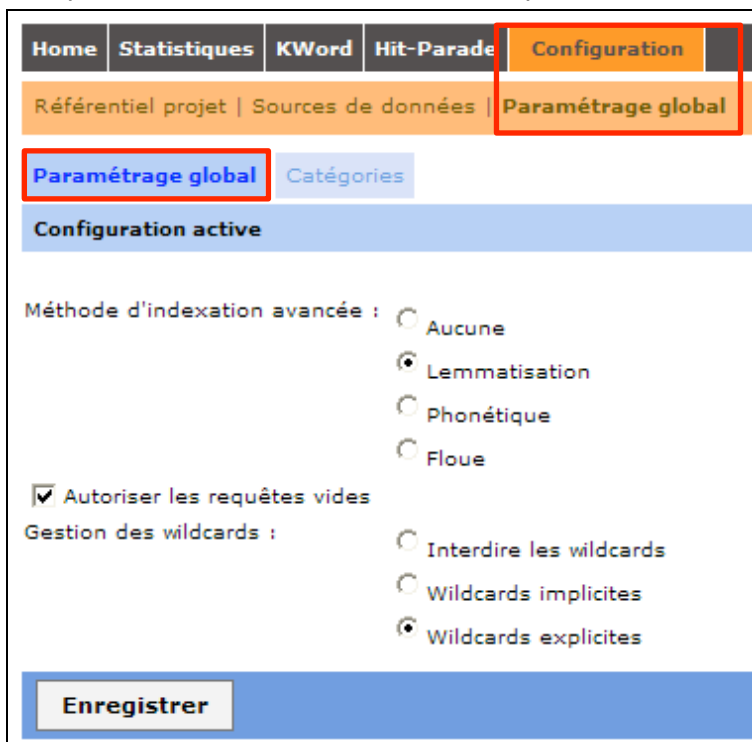 Home Statistiques KWord Hit-Parade Configuration
Référentiel projet | Sources de données | Paramétrage global
Paramétrage global Catégories
Configuration active
Méthode d'indexation avancée : Aucune
Lemmatisation
Phonétique
Floue
Autoriser les requêtes vides
Gestion des wildcards : Interdire les wildcards
Wildcards implicites
Wildcards explicites
Enregistrer